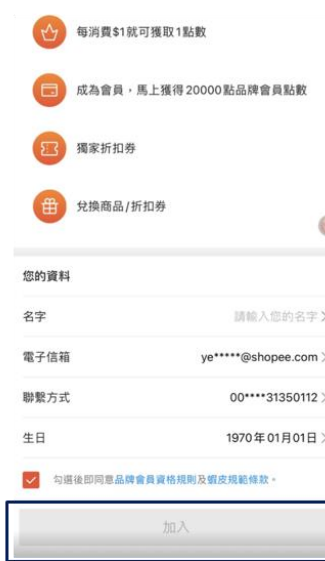 每消費$1就可獲取1點數
成為會員，馬上獲得20000點品牌會員點數
獨家折扣券
兌換商品/折扣券
您的資料
名字 請輸入您的名字 >
電子信箱 ye*****@shopee.com >
聯繫方式 00****31350112 >
生日 1970年01月01日 >
勾選後即同意品牌會員資格規則及蝦皮規範條款。
加入